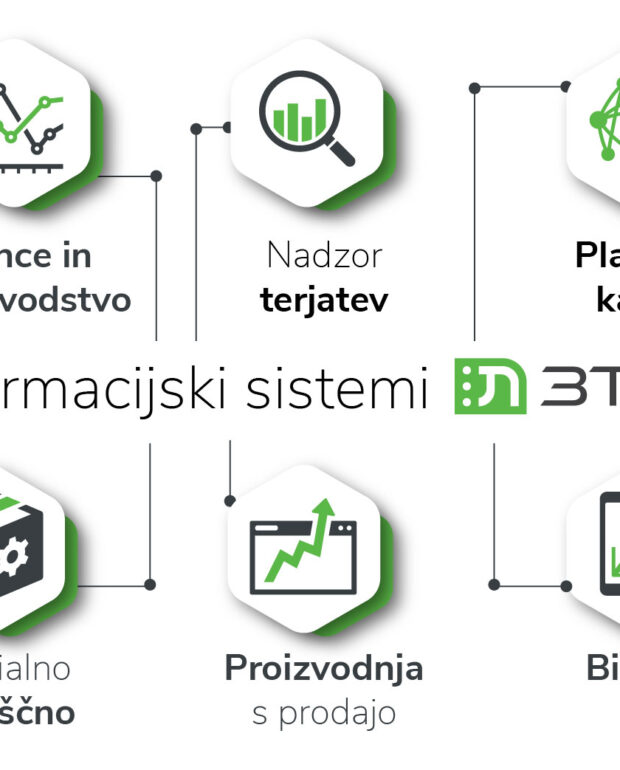 nce in
vodstvo
Nadzor
terjatev
Pla
ka
rmacijski sistemi 3T
ialno
ščno
Proizvodnja
s prodajo
Bi